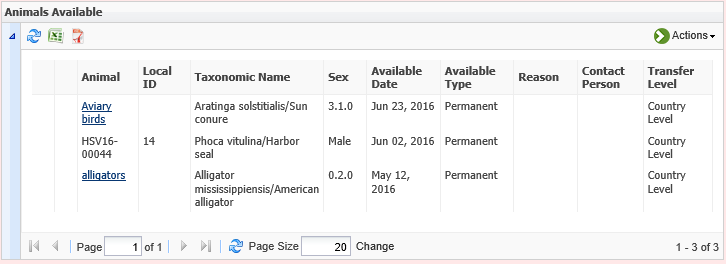 Animals Available
Actions
Animal Local ID Taxonomic Name Sex Available Date Available Type Reason Contact Person Transfer Level
Aviary birds Aratinga solstitialis/Sun conure 3.1.0 Jun 23, 2016 Permanent Country Level
HSV16-00044 14 Phoca vitulina/Harbor seal Male Jun 02, 2016 Permanent Country Level
alligators Alligator mississippiensis/American alligator 0.2.0 May 12, 2016 Permanent Country Level
Page 1 of 1 Page Size 20 Change 1 - 3 of 3